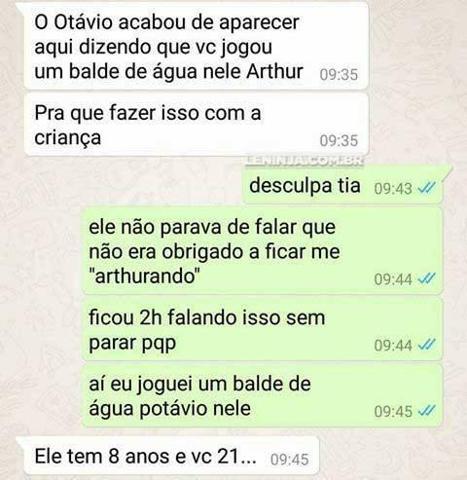 O Otávio acabou de aparecer
aqui dizendo que vc jogou
um balde de água nele Arthur 09:35
Pra que fazer isso com a
criança 09:35
LENINJA.COM.BR
desculpa tia 09:43
ele não parava de falar que
não era obrigado a ficar me
"arthurando" 09:44
ficou 2h falando isso sem
parar pqp 09:44
aí eu joguei um balde de
água potávio nele 09:45
Ele tem 8 anos e vc 21... 09:45